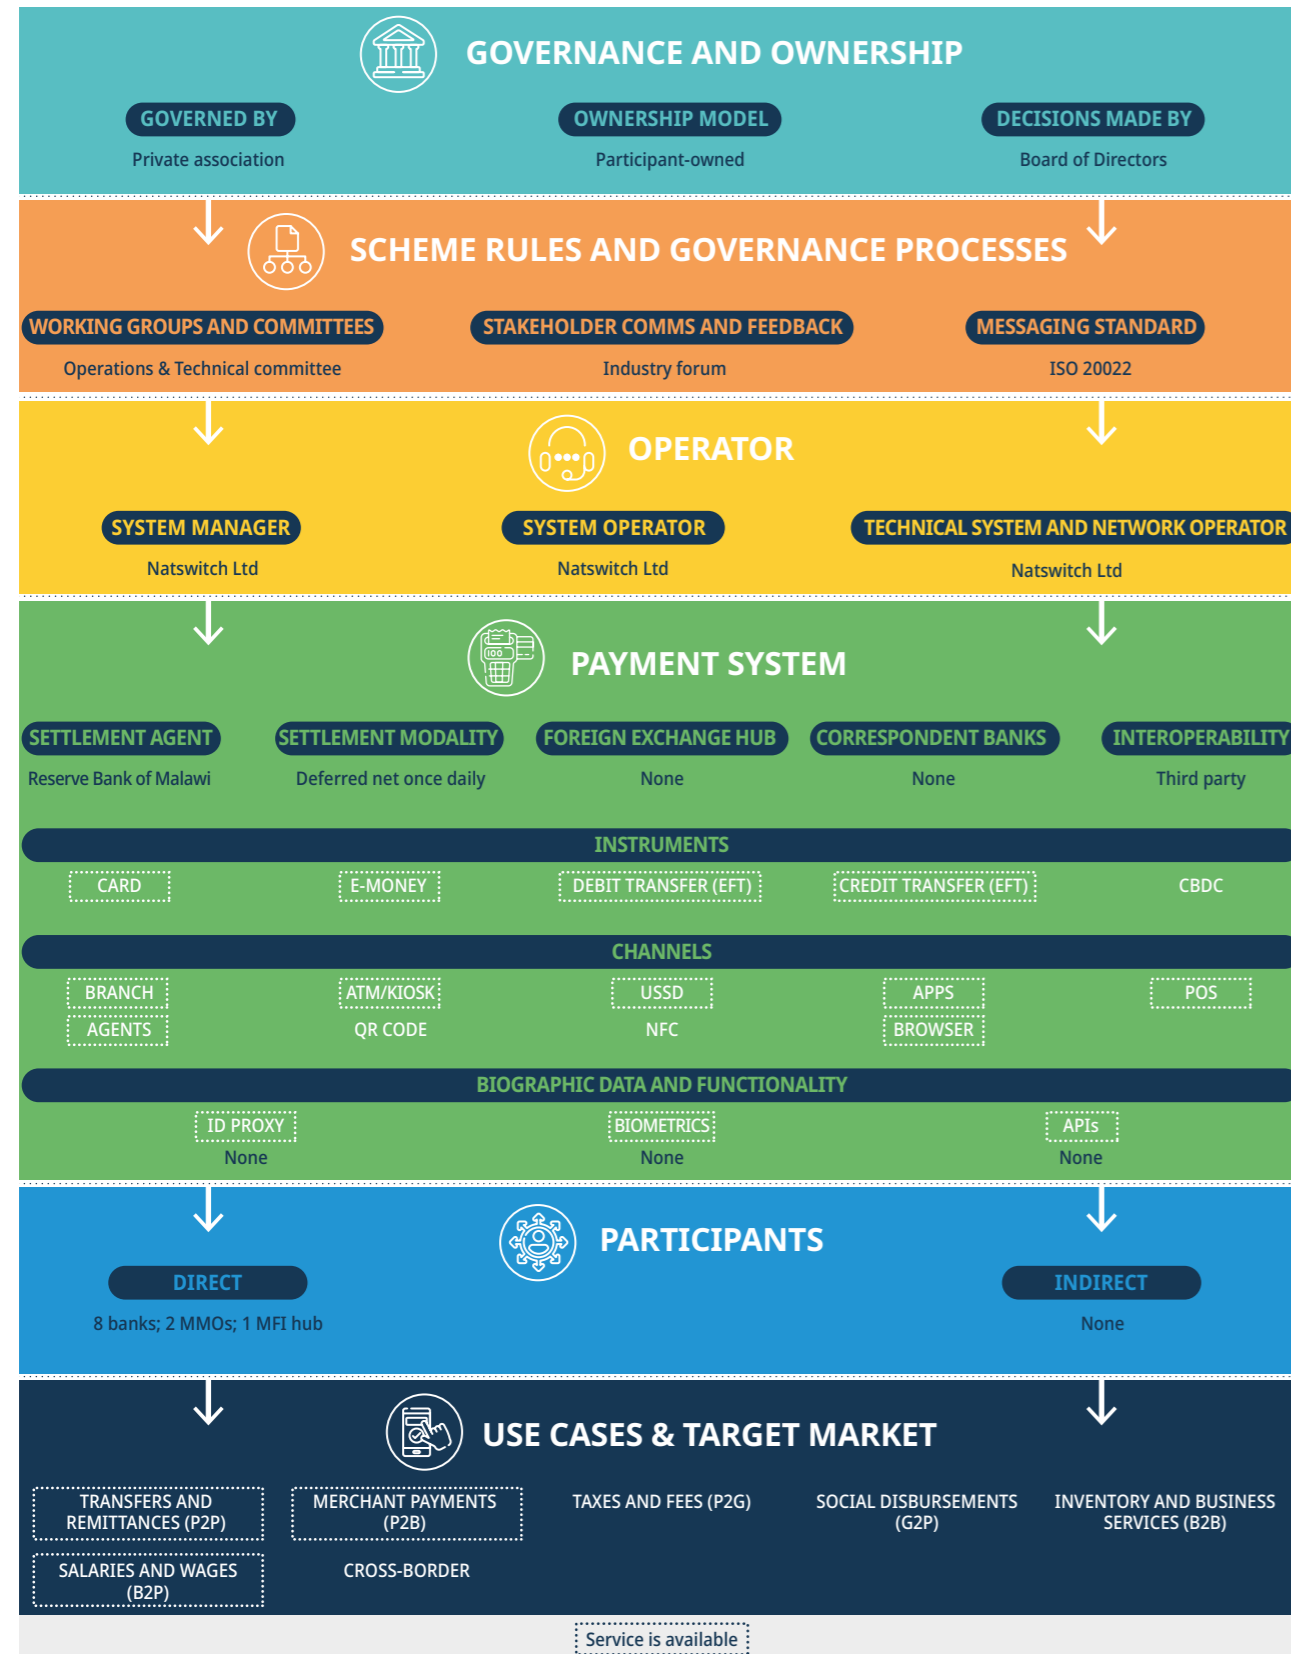 GOVERNANCE AND OWNERSHIP
GOVERNED BY
OWNERSHIP MODEL
DECISIONS MADE BY
Private association
Participant-owned
Board of Directors
SCHEME RULES AND GOVERNANCE PROCESSES
WORKING GROUPS AND COMMITTEES
STAKEHOLDER COMMS AND FEEDBACK
MESSAGING STANDARD
Operations & Technical committee
Industry forum
ISO 20022
OPERATOR
SYSTEM MANAGER
SYSTEM OPERATOR
TECHNICAL SYSTEM AND NETWORK OPERATOR
Natswitch Ltd
Natswitch Ltd
Natswitch Ltd
100
PAYMENT SYSTEM
SETTLEMENT AGENT
SETTLEMENT MODALITY
FOREIGN EXCHANGE HUB
CORRESPONDENT BANKS
INTEROPERABILITY
Reserve Bank of Malawi
Deferred net once daily
None
None
Third party
INSTRUMENTS
CARD
E-MONEY
DEBIT TRANSFER (EFT)
CREDIT TRANSFER (EFT)
CBDC
CHANNELS
BRANCH
ATM/KIOSK
USSD
APPS
POS
AGENTS
QR CODE
NFC
BROWSER
BIOGRAPHIC DATA AND FUNCTIONALITY
ID PROXY
BIOMETRICS
APIs
None
None
None
PARTICIPANTS
DIRECT
INDIRECT
8 banks; 2 MMOs; 1 MFI hub
None
USE CASES & TARGET MARKET
TRANSFERS AND
REMITTANCES (P2P)
MERCHANT PAYMENTS
(P2B)
TAXES AND FEES (P2G)
SOCIAL DISBURSEMENTS
(G2P)
INVENTORY AND BUSINESS
SERVICES (B2B)
SALARIES AND WAGES
(B2P)
CROSS-BORDER
Service is available